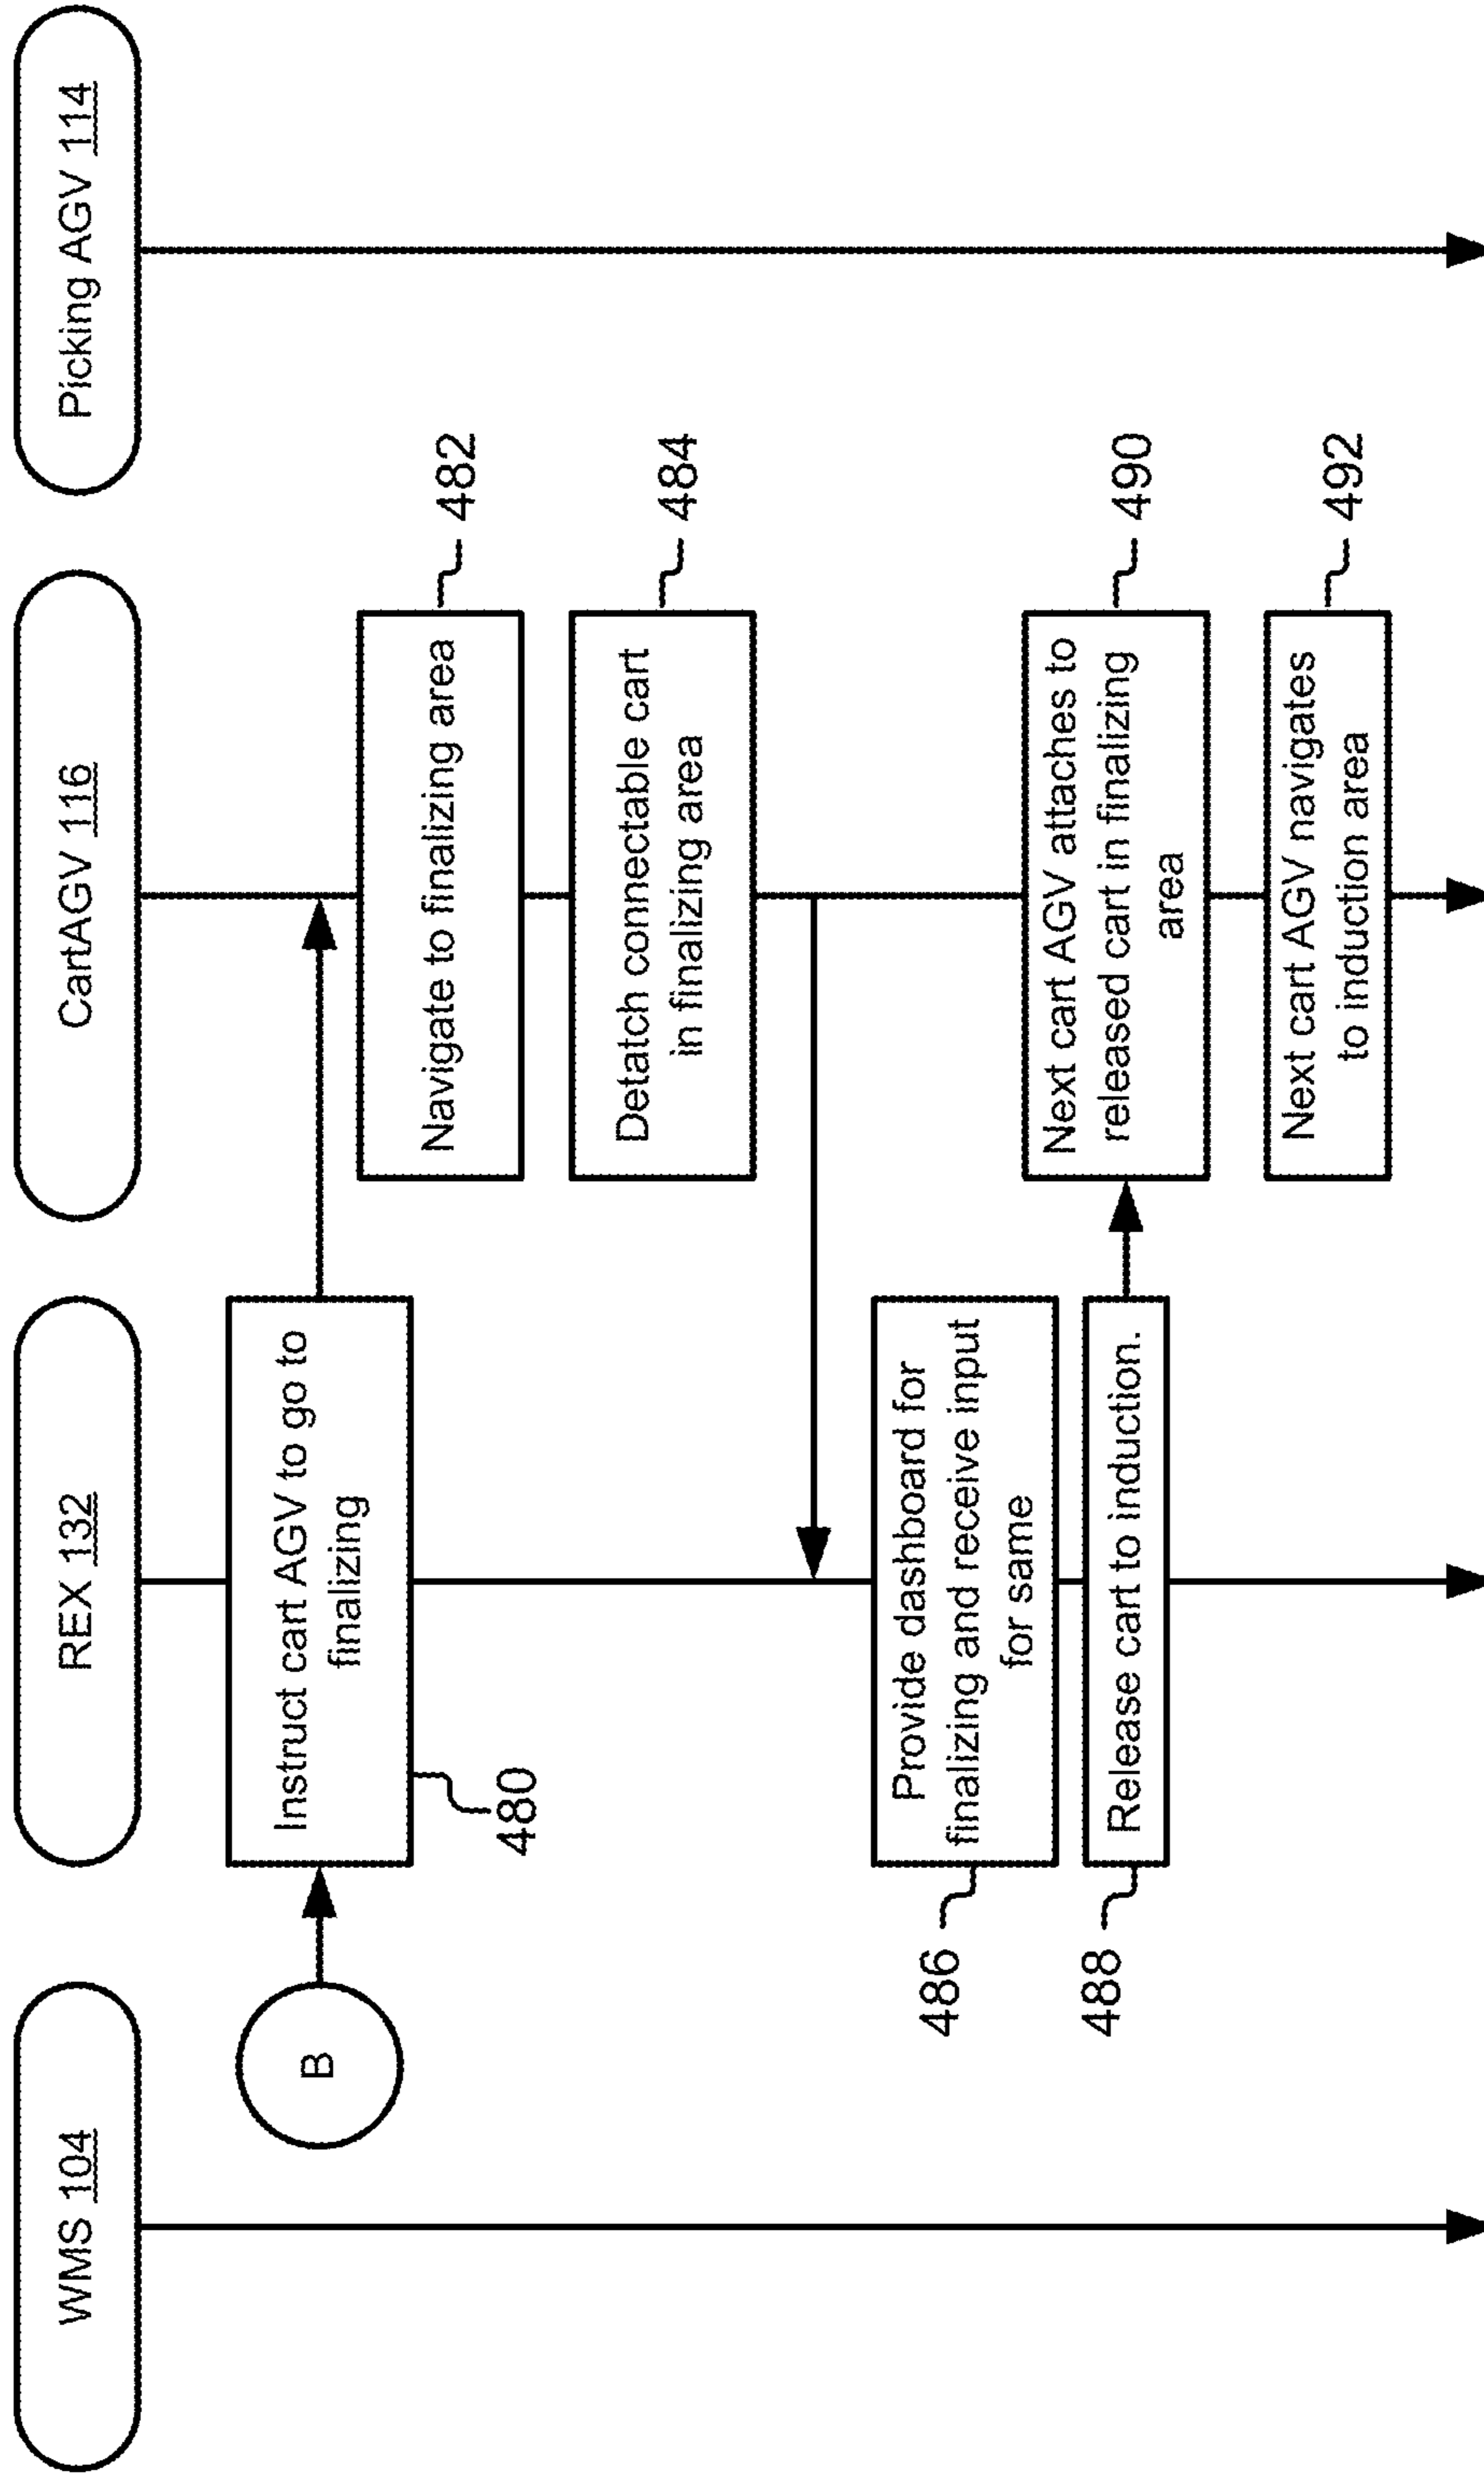 WMS 104
REX 132
CartAGV 116
Picking AGV 114
B
Instruct cart AGV to go to
finalizing
480
Navigate to finalizing area
482
Detatch connectable cart
in finalizing area
484
486
Provide dashboard for
finalizing and receive input
for same
488
Release cart to induction.
Next cart AGV attaches to
released cart in finalizing
area
490
Next cart AGV navigates
to induction area
492